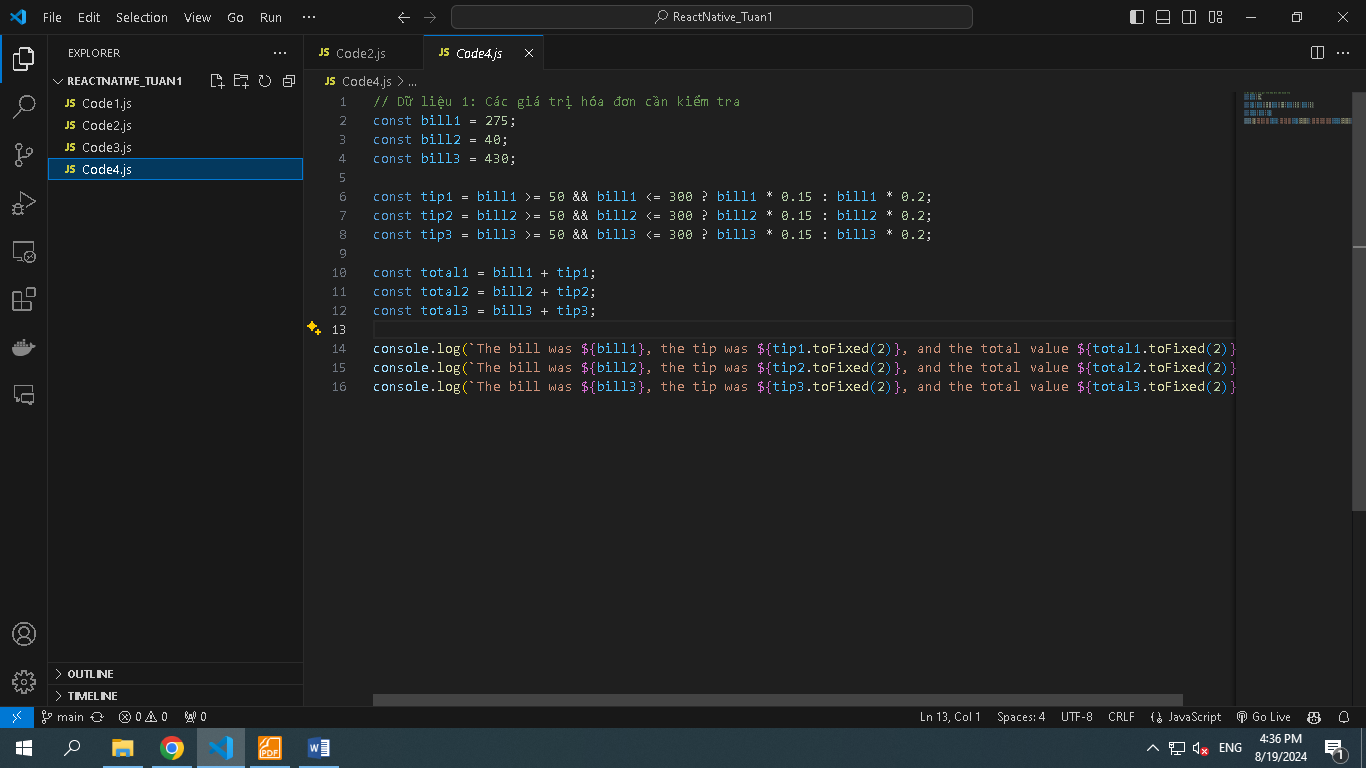 File Edit Selection View Go Run ···
ReactNative_Tuan1
EXPLORER
REACTNATIVE_TUAN1
JS Code1.js
JS Code2.js
JS Code3.js
JS Code4.js
OUTLINE
TIMELINE
JS Code2.js
JS Code4.js
JS Code4.js > ...
1 // Dữ liệu 1: Các giá trị hóa đơn cần kiểm tra
2 const bill1 = 275;
3 const bill2 = 40;
4 const bill3 = 430;
5
6 const tip1 = bill1 >= 50 && bill1 <= 300 ? bill1 * 0.15 : bill1 * 0.2;
7 const tip2 = bill2 >= 50 && bill2 <= 300 ? bill2 * 0.15 : bill2 * 0.2;
8 const tip3 = bill3 >= 50 && bill3 <= 300 ? bill3 * 0.15 : bill3 * 0.2;
9
10 const total1 = bill1 + tip1;
11 const total2 = bill2 + tip2;
12 const total3 = bill3 + tip3;
13
14 console.log(`The bill was ${bill1}, the tip was ${tip1.toFixed(2)}, and the total value ${total1.toFixed(2)}
15 console.log(`The bill was ${bill2}, the tip was ${tip2.toFixed(2)}, and the total value ${total2.toFixed(2)}
16 console.log(`The bill was ${bill3}, the tip was ${tip3.toFixed(2)}, and the total value ${total3.toFixed(2)}
main 0 0 0 Ln 13, Col 1 Spaces: 4 UTF-8 CRLF {} JavaScript Go Live
PDF W ENG 4:36 PM
8/19/2024 1